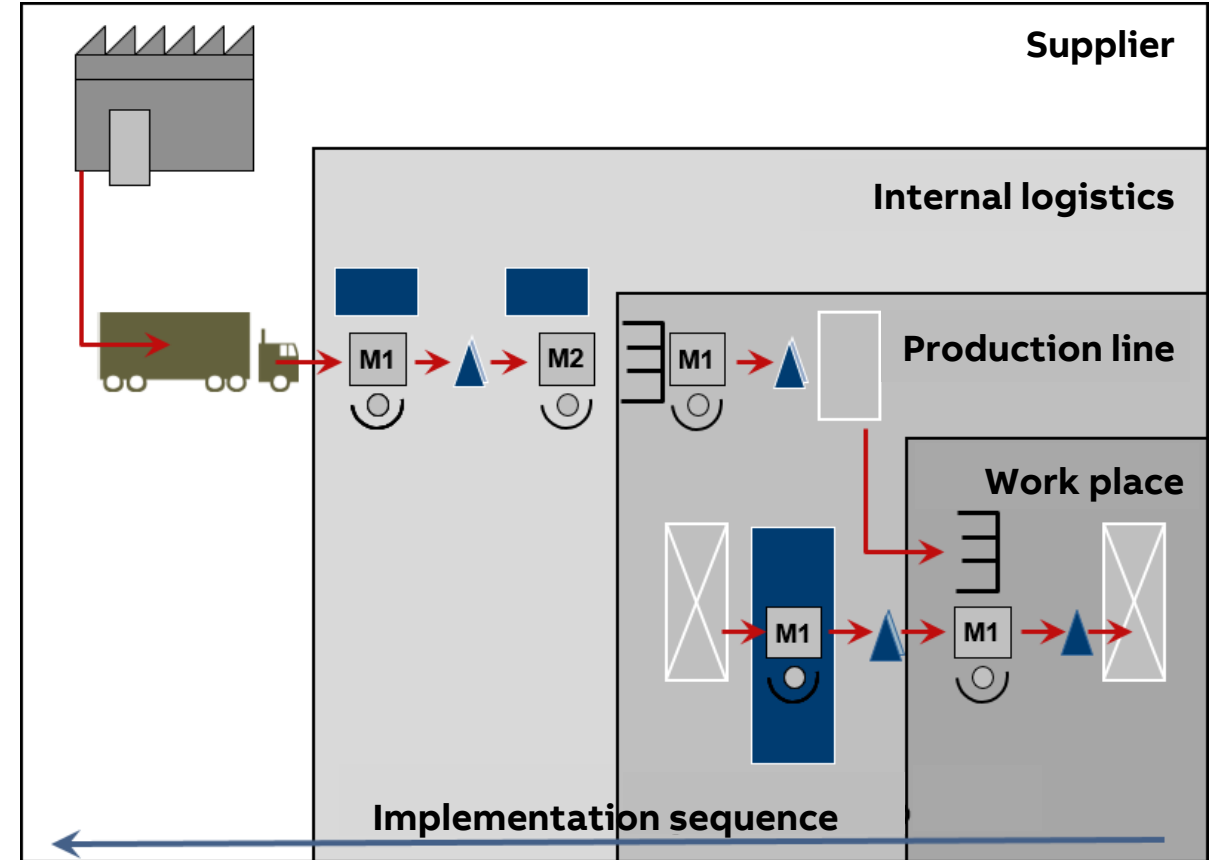 Supplier
Internal logistics
M1
M2
M1
Production line
Work place
M1
M1
Implementation sequence